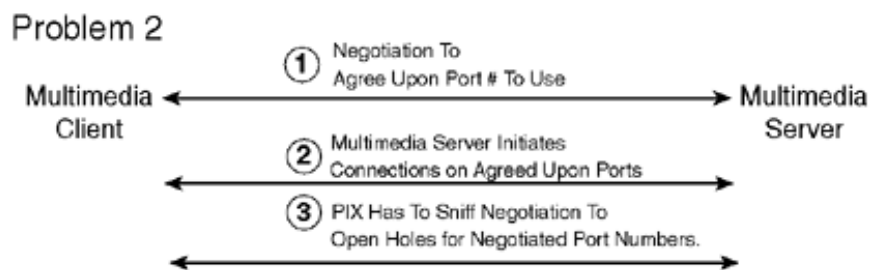 Problem 2
1 Negotiation To
Agree Upon Port # To Use
Multimedia
Client
Multimedia
Server
2 Multimedia Server Initiates
Connections on Agreed Upon Ports
3 PIX Has To Sniff Negotiation To
Open Holes for Negotiated Port Numbers.